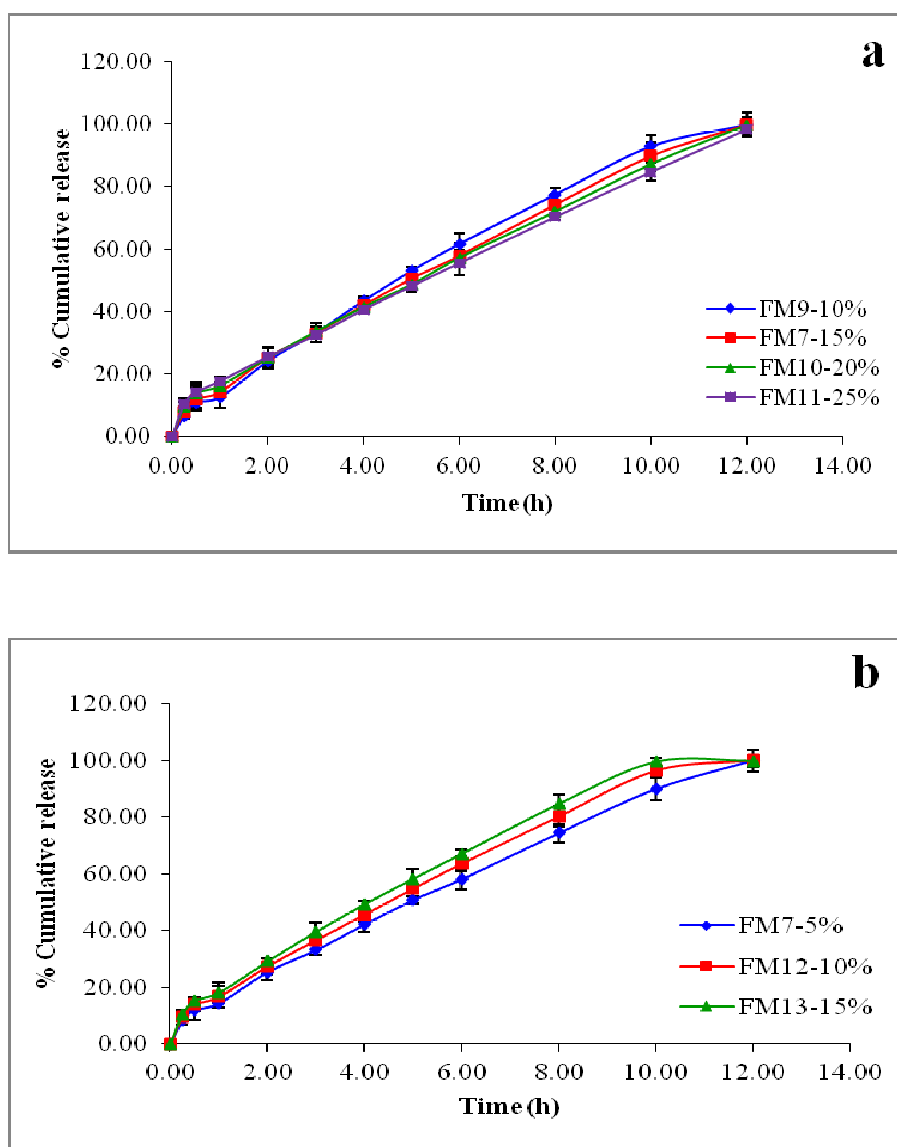 a
120.00
100.00
80.00
60.00
40.00
20.00
0.00
% Cumulative release
FM9-10%
FM7-15%
FM10-20%
FM11-25%
0.00 2.00 4.00 6.00 8.00 10.00 12.00 14.00
Time (h)
b
120.00
100.00
80.00
60.00
40.00
20.00
0.00
% Cumulative release
FM7-5%
FM12-10%
FM13-15%
0.00 2.00 4.00 6.00 8.00 10.00 12.00 14.00
Time (h)